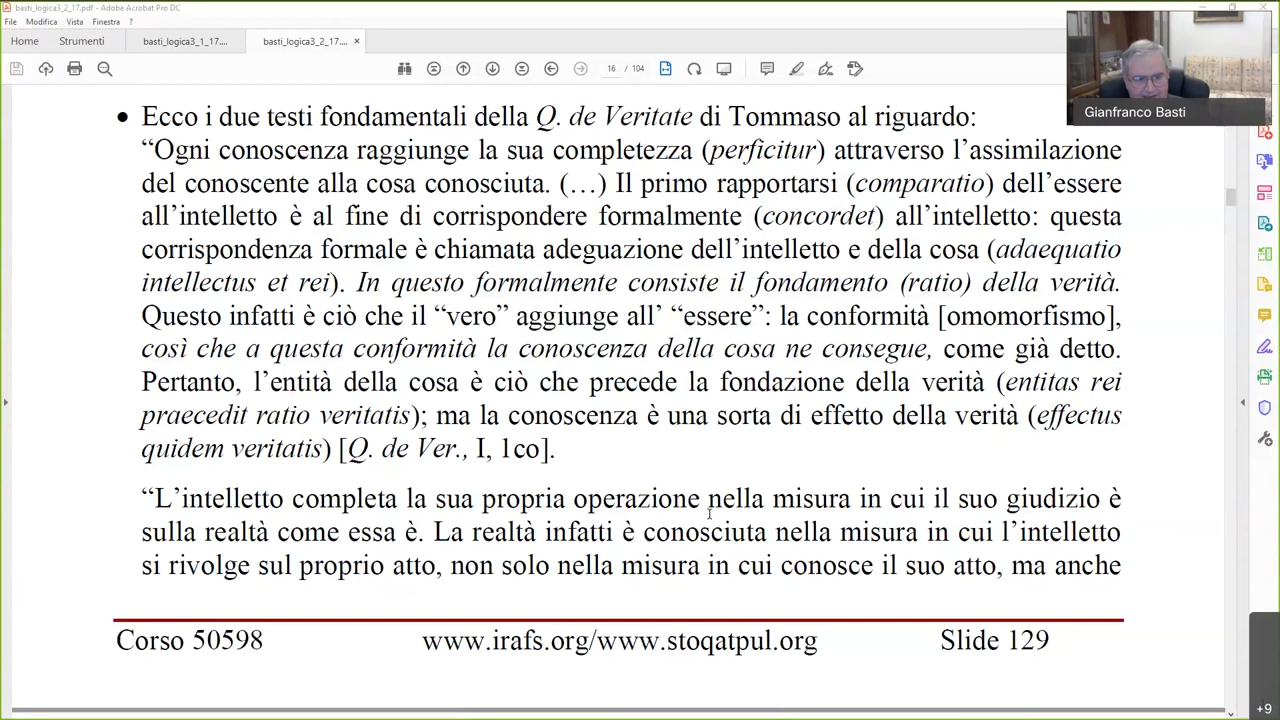 basti_logica3_2_17.pdf - Adobe Acrobat Pro DC
File Modifica Vista Finestra ?
Home Strumenti basti_logica3_1_17.... basti_logica3_2_17.... ×
16 / 104
Gianfranco Basti
• Ecco i due testi fondamentali della Q. de Veritate di Tommaso al riguardo:
“Ogni conoscenza raggiunge la sua completezza (perficitur) attraverso l’assimilazione
del conoscente alla cosa conosciuta. (…) Il primo rapportarsi (comparatio) dell’essere
all’intelletto è al fine di corrispondere formalmente (concordet) all’intelletto: questa
corrispondenza formale è chiamata adeguazione dell’intelletto e della cosa (adaequatio
intellectus et rei). In questo formalmente consiste il fondamento (ratio) della verità.
Questo infatti è ciò che il “vero” aggiunge all’ “essere”: la conformità [omomorfismo],
così che a questa conformità la conoscenza della cosa ne consegue, come già detto.
Pertanto, l’entità della cosa è ciò che precede la fondazione della verità (entitas rei
praecedit ratio veritatis); ma la conoscenza è una sorta di effetto della verità (effectus
quidem veritatis) [Q. de Ver., I, 1co].
“L’intelletto completa la sua propria operazione nella misura in cui il suo giudizio è
sulla realtà come essa è. La realtà infatti è conosciuta nella misura in cui l’intelletto
si rivolge sul proprio atto, non solo nella misura in cui conosce il suo atto, ma anche
Corso 50598 www.irafs.org/www.stoqatpul.org Slide 129
+9